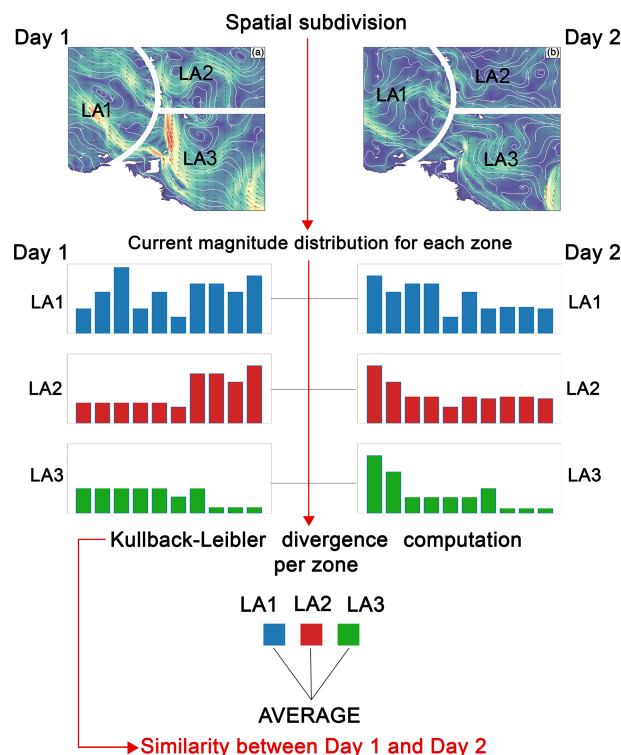 Spatial subdivision
Day 1
Day 2
(a)
LA1
LA2
LA3
(b)
LA1
LA2
LA3
Current magnitude distribution for each zone
Day 1
Day 2
LA1
LA1
LA2
LA2
LA3
LA3
Kullback-Leibler divergence computation
per zone
LA1 LA2 LA3
AVERAGE
Similarity between Day 1 and Day 2